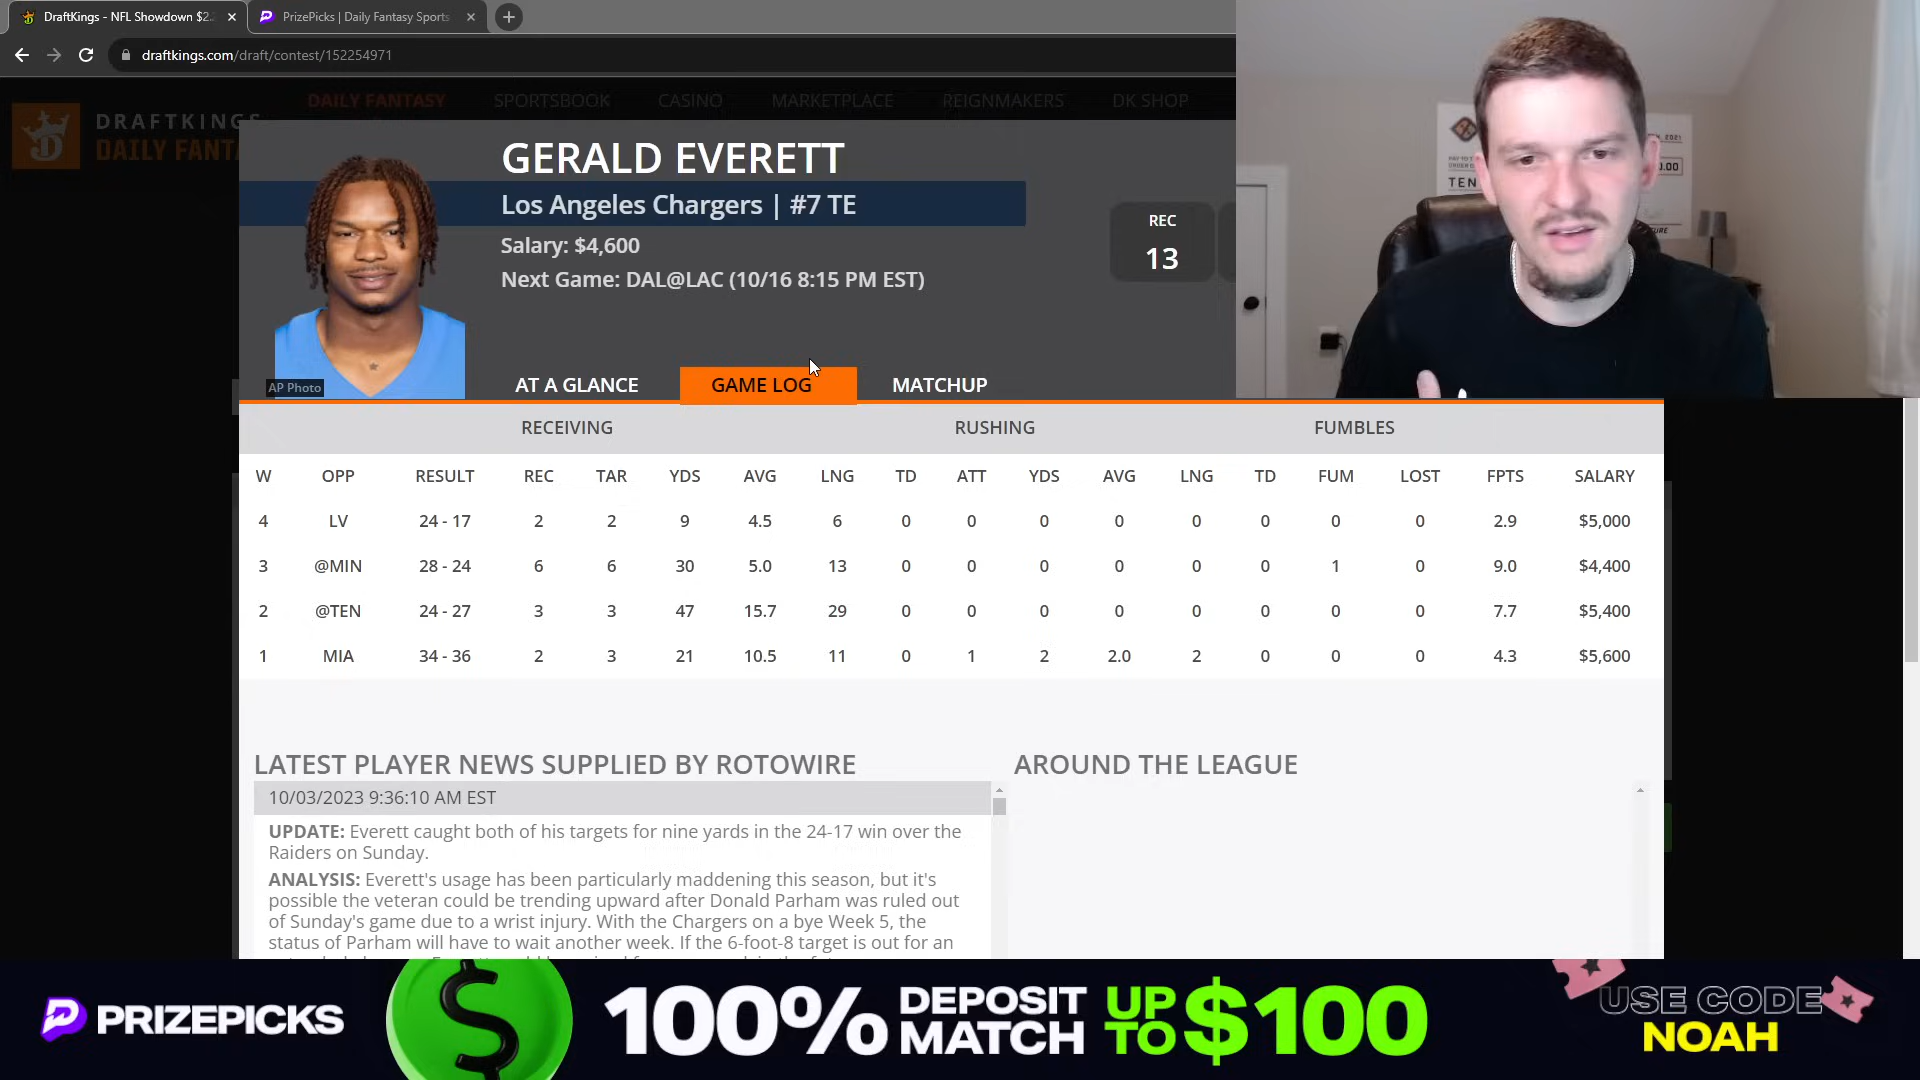 DraftKings - NFL Showdown $2.
PrizePicks | Daily Fantasy Sports
draftkings.com/draft/contest/152254971
DAILY FANTASY SPORTSBOOK CASINO MARKETPLACE REIGNMAKERS DK SHOP
DRAFTKINGS
DAILY FANTA
GERALD EVERETT
Los Angeles Chargers | #7 TE
Salary: $4,600
Next Game: DAL@LAC (10/16 8:15 PM EST)
REC
13
AP Photo
AT A GLANCE GAME LOG MATCHUP
RECEIVING RUSHING FUMBLES
W OPP RESULT REC TAR YDS AVG LNG TD ATT YDS AVG LNG TD FUM LOST FPTS SALARY
4 LV 24 - 17 2 2 9 4.5 6 0 0 0 0 0 0 0 0 2.9 $5,000
3 @MIN 28 - 24 6 6 30 5.0 13 0 0 0 0 0 0 1 0 9.0 $4,400
2 @TEN 24 - 27 3 3 47 15.7 29 0 0 0 0 0 0 0 0 7.7 $5,400
1 MIA 34 - 36 2 3 21 10.5 11 0 1 2 2.0 2 0 0 0 4.3 $5,600
LATEST PLAYER NEWS SUPPLIED BY ROTOWIRE
AROUND THE LEAGUE
10/03/2023 9:36:10 AM EST
UPDATE: Everett caught both of his targets for nine yards in the 24-17 win over the
Raiders on Sunday.
ANALYSIS: Everett's usage has been particularly maddening this season, but it's
possible the veteran could be trending upward after Donald Parham was ruled out
of Sunday's game due to a wrist injury. With the Chargers on a bye Week 5, the
status of Parham will have to wait another week. If the 6-foot-8 target is out for an
PRIZEPICKS
100% DEPOSIT MATCH UP TO $100
USE CODE
NOAH